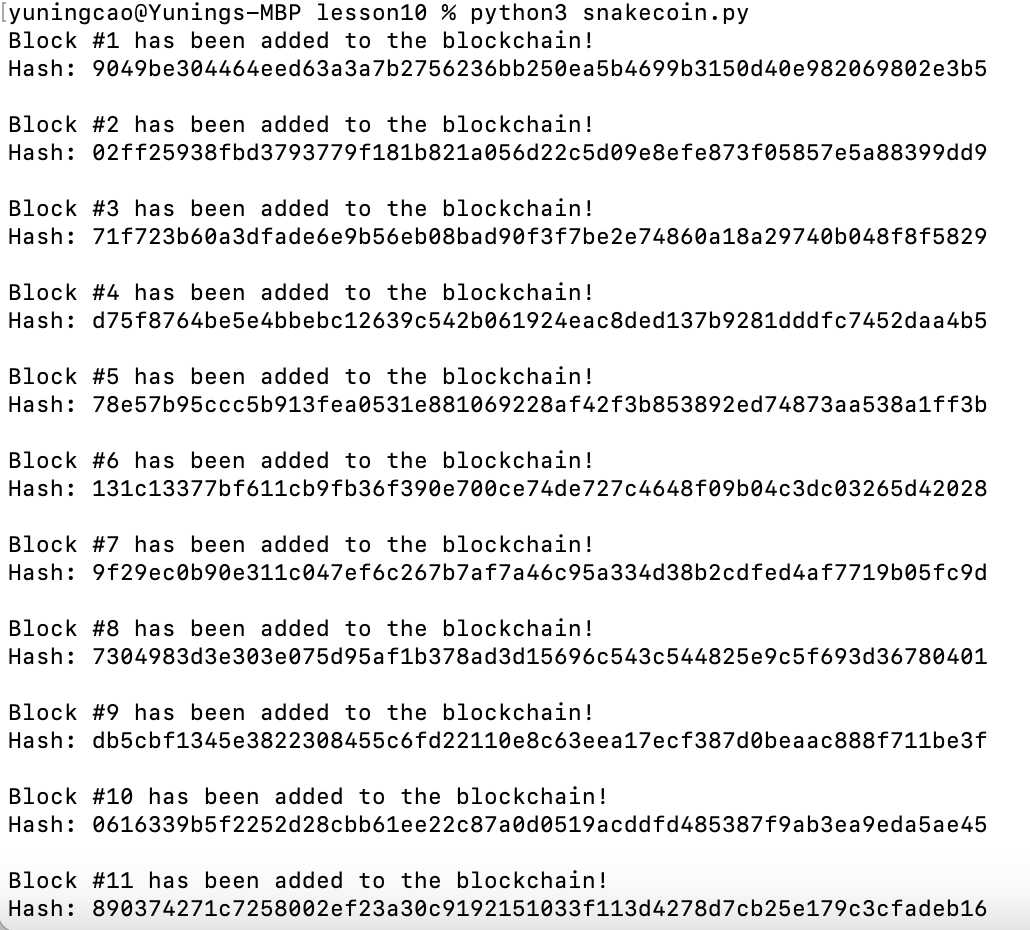 [yuningcao@Yunings-MBP lesson10 % python3 snakecoin.py
Block #1 has been added to the blockchain!
Hash: 9049be304464eed63a3a7b2756236bb250ea5b4699b3150d40e982069802e3b5
Block #2 has been added to the blockchain!
Hash: 02ff25938fbd3793779f181b821a056d22c5d09e8efe873f05857e5a88399dd9
Block #3 has been added to the blockchain!
Hash: 71f723b60a3dfade6e9b56eb08bad90f3f7be2e74860a18a29740b048f8f5829
Block #4 has been added to the blockchain!
Hash: d75f8764be5e4bbebc12639c542b061924eac8ded137b9281dddfc7452daa4b5
Block #5 has been added to the blockchain!
Hash: 78e57b95ccc5b913fea0531e881069228af42f3b853892ed74873aa538a1ff3b
Block #6 has been added to the blockchain!
Hash: 131c13377bf611cb9fb36f390e700ce74de727c4648f09b04c3dc03265d42028
Block #7 has been added to the blockchain!
Hash: 9f29ec0b90e311c047ef6c267b7af7a46c95a334d38b2cdfed4af7719b05fc9d
Block #8 has been added to the blockchain!
Hash: 7304983d3e303e075d95af1b378ad3d15696c543c544825e9c5f693d36780401
Block #9 has been added to the blockchain!
Hash: db5cbf1345e3822308455c6fd22110e8c63eea17ecf387d0beaac888f711be3f
Block #10 has been added to the blockchain!
Hash: 0616339b5f2252d28cbb61ee22c87a0d0519acddfd485387f9ab3ea9eda5ae45
Block #11 has been added to the blockchain!
Hash: 890374271c7258002ef23a30c9192151033f113d4278d7cb25e179c3cfadeb16